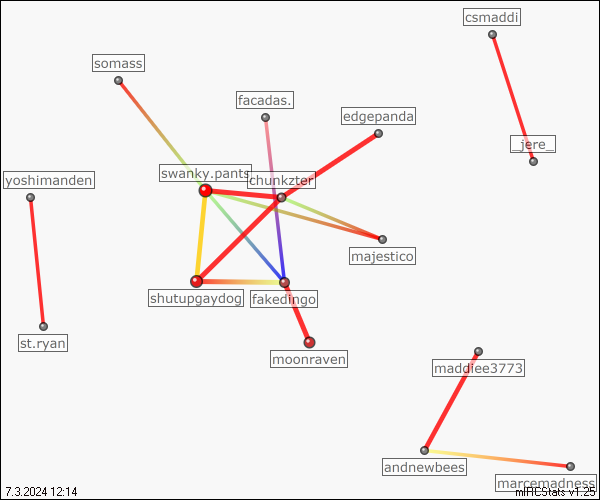 csmaddi
somass
facadas.
edgepanda
_jere_
swanky.pants
chunkzter
yoshimanden
majestico
shutupgaydog
fakedingo
st.ryan
moonraven
maddiee3773
andnewbees
marcemadness
7.3.2024 12:14
mIRCStats v1.25